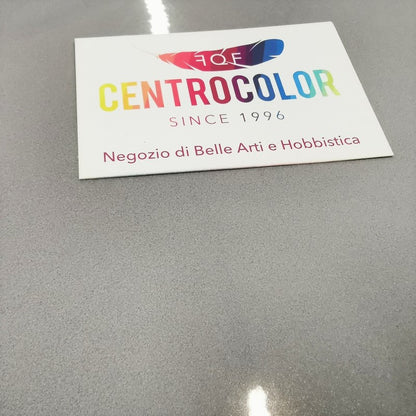 FQF
CENTROCOLOR
SINCE 1996
Negozio di Belle Arti e Hobbistica